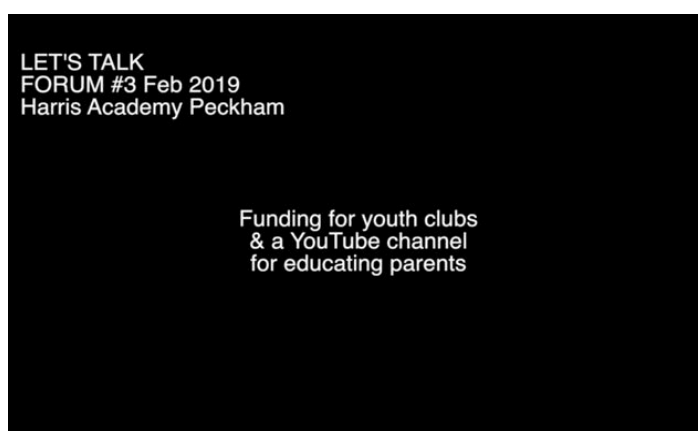 LET'S TALK
FORUM #3 Feb 2019
Harris Academy Peckham
Funding for youth clubs
& a YouTube channel
for educating parents